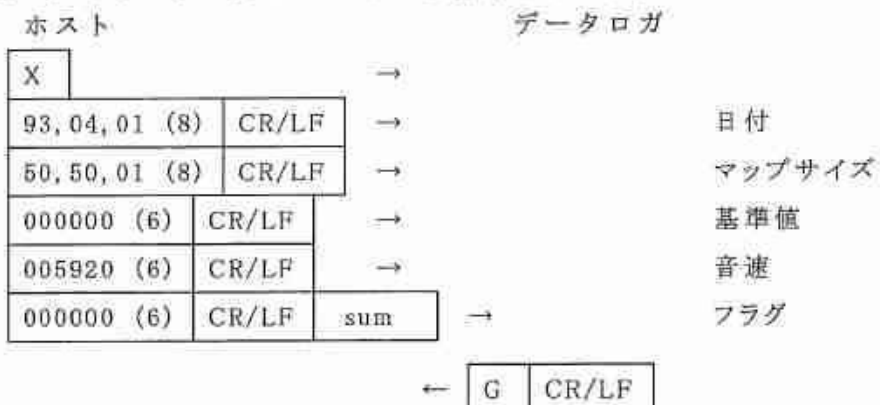 ホスト データロガ
X →
93,04,01 (8) CR/LF → 日付
50,50,01 (8) CR/LF → マップサイズ
000000 (6) CR/LF → 基準値
005920 (6) CR/LF → 音速
000000 (6) CR/LF sum → フラグ
← G CR/LF